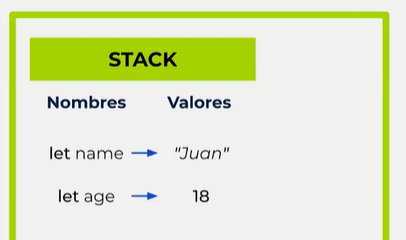 STACK
Nombres Valores
let name "Juan"
let age 18